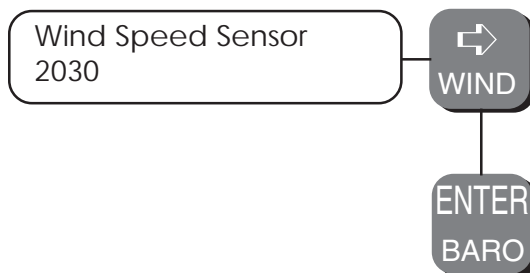 Wind Speed Sensor
2030
WIND
ENTER
BARO